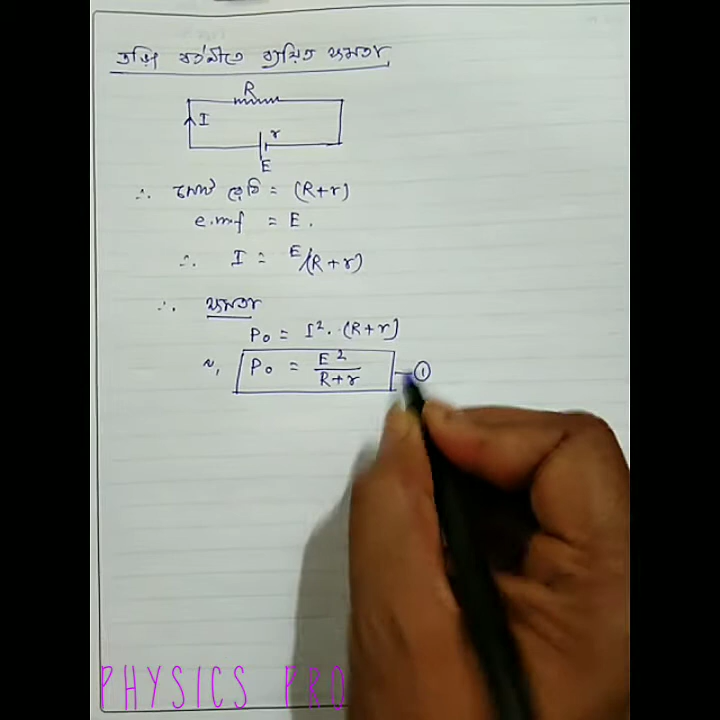 তড়িৎ বর্তনীতে ব্যয়িত ক্ষমতা
R
I
r
E
∴ মোট রোধ = (R+r)
e.m.f = E.
∴ I = E/(R+r)
∴ ক্ষমতা
P₀ = I². (R+r)
P₀ = E²/R+r —①
PHYSICS PRO